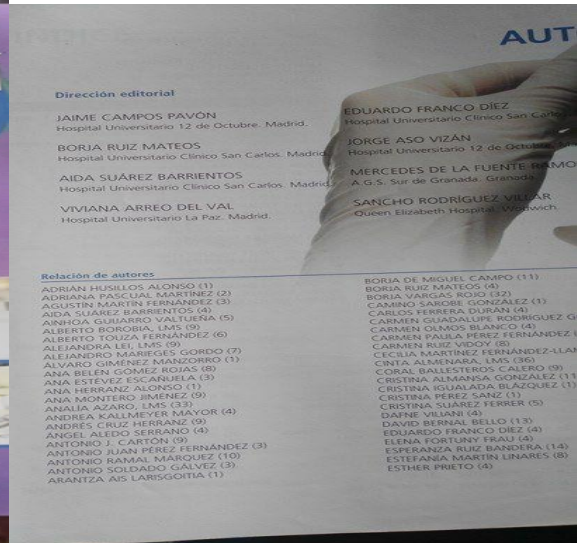 AUT
Dirección editorial
JAIME CAMPOS PAVÓN
Hospital Universitario 12 de Octubre. Madrid.
BORJA RUIZ MATEOS
Hospital Universitario Clínico San Carlos. Madrid
AIDA SUÁREZ BARRIENTOS
Hospital Universitario Clínico San Carlos. Madrid.
VIVIANA ARREO DEL VAL
Hospital Universitario La Paz. Madrid.
EDUARDO FRANCO DÍEZ
Hospital Universitario Clínico San Carlos
JORGE ASO VIZÁN
Hospital Universitario 12 de Octubre.
MERCEDES DE LA FUENTE RAMO
A.G.S. Sur de Granada. Granada
SANCHO RODRÍGUEZ VILLAR
Queen Elizabeth Hospital. Woolwich
Relación de autores
ADRIÁN HUSILLOS ALONSO (1)
ADRIANA PASCUAL MARTÍNEZ (2)
AGUSTÍN MARTÍN FERNÁNDEZ (3)
AIDA SUÁREZ BARRIENTOS (4)
AINHOA GUIJARRO VALTUEÑA (5)
ALBERTO BOROBIA, LMS (9)
ALBERTO TOUZA FERNÁNDEZ (6)
ALEJANDRA LEI, LMS (9)
ALEJANDRO MARIEGES GORDO (7)
ÁLVARO GIMÉNEZ MANZORRO (1)
ANA BELÉN GÓMEZ ROJAS (8)
ANA ESTÉVEZ ESCAÑUELA (3)
ANA HERRANZ ALONSO (1)
ANA MONTERO JIMÉNEZ (9)
ANALÍA AZARO, LMS (33)
ANDREA KALLMEYER MAYOR (4)
ANDRÉS CRUZ HERRANZ (9)
ÁNGEL ALEDO SERRANO (4)
ANTONIO J. CARTÓN (9)
ANTONIO JUAN PÉREZ FERNÁNDEZ (3)
ANTONIO RAMAL MÁRQUEZ (10)
ANTONIO SOLDADO GÁLVEZ (3)
ARANTZA AIS LARISGOITIA (1)
BORJA DE MIGUEL CAMPO (11)
BORJA RUIZ MATEOS (4)
BORJA VARGAS ROJO (32)
CAMINO SAROBE GONZÁLEZ (1)
CARLOS FERRERA DURÁN (4)
CARMEN GUADALUPE RODRÍGUEZ G
CARMEN OLMOS BLANCO (4)
CARMEN PAULA PÉREZ FERNÁNDEZ
CARMEN RUIZ VIDOY (8)
CECILIA MARTÍNEZ FERNÁNDEZ-LLAM
CINTA ALMENARA, LMS (36)
CORAL BALLESTEROS CALERO (9)
CRISTINA ALMANSA GONZÁLEZ (11
CRISTINA IGUALADA BLÁZQUEZ (1)
CRISTINA PÉREZ SANZ (1)
CRISTINA SUÁREZ FERRER (5)
DAFNE VILIANI (4)
DAVID BERNAL BELLO (13)
EDUARDO FRANCO DÍEZ (4)
ELENA FORTUNY FRAU (4)
ESPERANZA RUIZ BANDERA (14)
ESTEFANÍA MARTÍN LINARES (8)
ESTHER PRIETO (4)